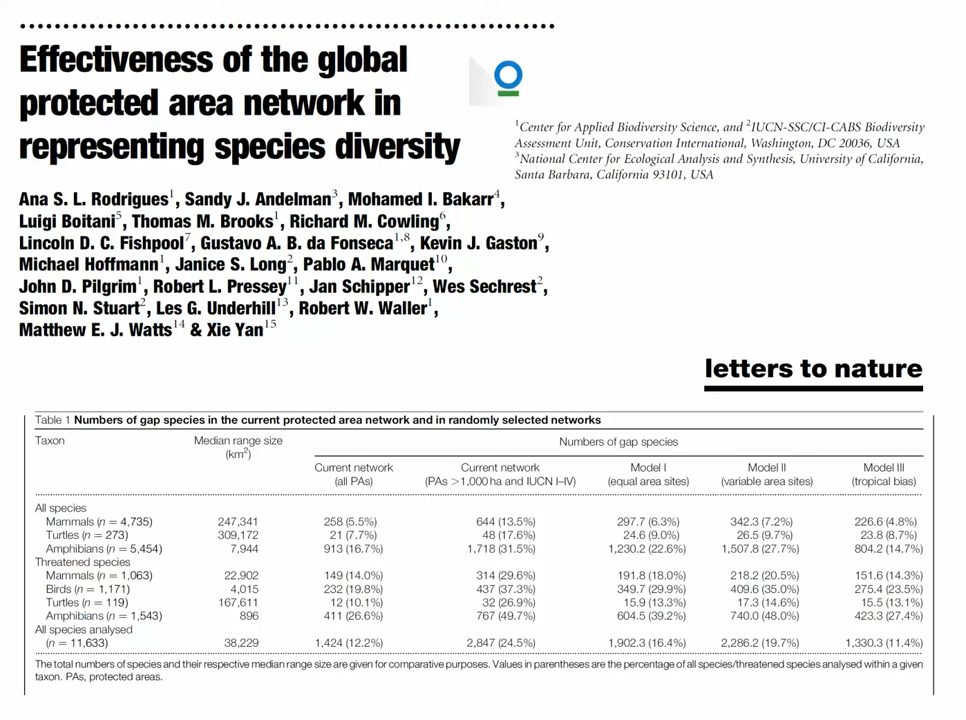 Effectiveness of the global
protected area network in
representing species diversity
Ana S. L. Rodrigues1, Sandy J. Andelman3, Mohamed I. Bakarr4,
Luigi Boitani5, Thomas M. Brooks1, Richard M. Cowling6,
Lincoln D. C. Fishpool7, Gustavo A. B. da Fonseca1,8, Kevin J. Gaston9,
Michael Hoffmann1, Janice S. Long2, Pablo A. Marquet10,
John D. Pilgrim1, Robert L. Pressey11, Jan Schipper12, Wes Sechrest2,
Simon N. Stuart2, Les G. Underhill13, Robert W. Waller1,
Matthew E. J. Watts14 & Xie Yan15
1Center for Applied Biodiversity Science, and 2IUCN-SSC/CI-CABS Biodiversity
Assessment Unit, Conservation International, Washington, DC 20036, USA
3National Center for Ecological Analysis and Synthesis, University of California,
Santa Barbara, California 93101, USA
letters to nature
Table 1 Numbers of gap species in the current protected area network and in randomly selected networks
Taxon Median range size Numbers of gap species
(km2)
Current network Current network Model I Model II Model III
(all PAs) (PAs >1,000 ha and IUCN I–IV) (equal area sites) (variable area sites) (tropical bias)
All species
Mammals (n = 4,735) 247,341 258 (5.5%) 644 (13.5%) 297.7 (6.3%) 342.3 (7.2%) 226.6 (4.8%)
Turtles (n = 273) 309,172 21 (7.7%) 48 (17.6%) 24.6 (9.0%) 26.5 (9.7%) 23.8 (8.7%)
Amphibians (n = 5,454) 7,944 913 (16.7%) 1,718 (31.5%) 1,230.2 (22.6%) 1,507.8 (27.7%) 804.2 (14.7%)
Threatened species
Mammals (n = 1,063) 22,902 149 (14.0%) 314 (29.6%) 191.8 (18.0%) 218.2 (20.5%) 151.6 (14.3%)
Birds (n = 1,171) 4,015 232 (19.8%) 437 (37.3%) 349.7 (29.9%) 409.6 (35.0%) 275.4 (23.5%)
Turtles (n = 119) 167,611 12 (10.1%) 32 (26.9%) 15.9 (13.3%) 17.3 (14.6%) 15.5 (13.1%)
Amphibians (n = 1,543) 896 411 (26.6%) 767 (49.7%) 604.5 (39.2%) 740.0 (48.0%) 423.3 (27.4%)
All species analysed
(n = 11,633) 38,229 1,424 (12.2%) 2,847 (24.5%) 1,902.3 (16.4%) 2,286.2 (19.7%) 1,330.3 (11.4%)
The total numbers of species and their respective median range size are given for comparative purposes. Values in parentheses are the percentage of all species/threatened species analysed within a given
taxon. PAs, protected areas.